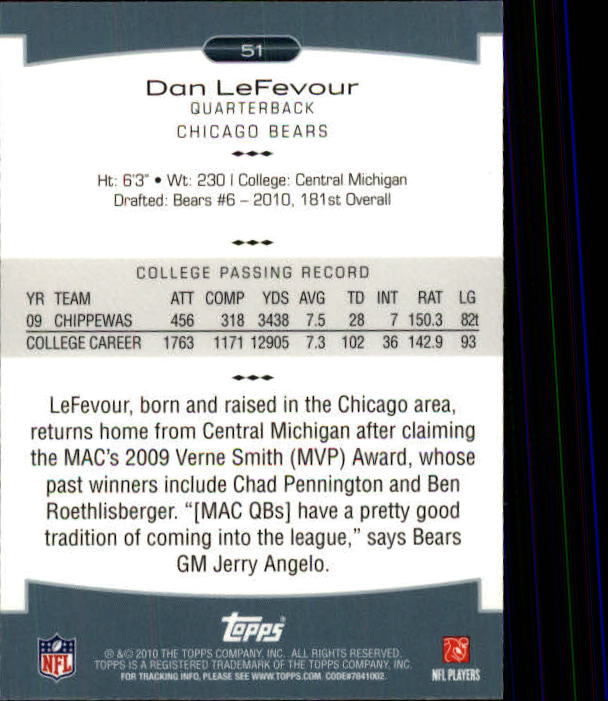 51
Dan LeFevour
QUARTERBACK
CHICAGO BEARS
Ht: 6'3" • Wt: 230 | College: Central Michigan
Drafted: Bears #6 – 2010, 181st Overall
COLLEGE PASSING RECORD
YR TEAM ATT COMP YDS AVG TD INT RAT LG
09 CHIPPEWAS 456 318 3438 7.5 28 7 150.3 82t
COLLEGE CAREER 1763 1171 12905 7.3 102 36 142.9 93
LeFevour, born and raised in the Chicago area,
returns home from Central Michigan after claiming
the MAC's 2009 Verne Smith (MVP) Award, whose
past winners include Chad Pennington and Ben
Roethlisberger. “[MAC QBs] have a pretty good
tradition of coming into the league,” says Bears
GM Jerry Angelo.
Topps®
® & © 2010 THE TOPPS COMPANY, INC. ALL RIGHTS RESERVED.
TOPPS IS A REGISTERED TRADEMARK OF THE TOPPS COMPANY, INC.
FOR TRACKING INFO, PLEASE SEE WWW.TOPPS.COM. CODE#7841002
NFL
NFL PLAYERS